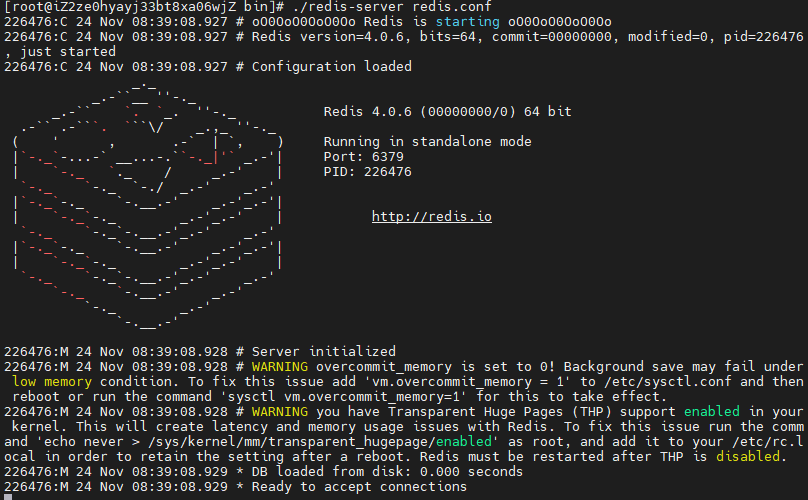 [root@iZ2ze0hyayj33bt8xa06wjZ bin]# ./redis-server redis.conf
226476:C 24 Nov 08:39:08.927 # oO0OoO0OoO0Oo Redis is starting oO0OoO0OoO0Oo
226476:C 24 Nov 08:39:08.927 # Redis version=4.0.6, bits=64, commit=00000000, modified=0, pid=226476
, just started
226476:C 24 Nov 08:39:08.927 # Configuration loaded
Redis 4.0.6 (00000000/0) 64 bit
Running in standalone mode
Port: 6379
PID: 226476
http://redis.io
226476:M 24 Nov 08:39:08.928 # Server initialized
226476:M 24 Nov 08:39:08.928 # WARNING overcommit_memory is set to 0! Background save may fail under
low memory condition. To fix this issue add 'vm.overcommit_memory = 1' to /etc/sysctl.conf and then
reboot or run the command 'sysctl vm.overcommit_memory=1' for this to take effect.
226476:M 24 Nov 08:39:08.928 # WARNING you have Transparent Huge Pages (THP) support enabled in your
kernel. This will create latency and memory usage issues with Redis. To fix this issue run the comm
and 'echo never > /sys/kernel/mm/transparent_hugepage/enabled' as root, and add it to your /etc/rc.l
ocal in order to retain the setting after a reboot. Redis must be restarted after THP is disabled.
226476:M 24 Nov 08:39:08.929 * DB loaded from disk: 0.000 seconds
226476:M 24 Nov 08:39:08.929 * Ready to accept connections